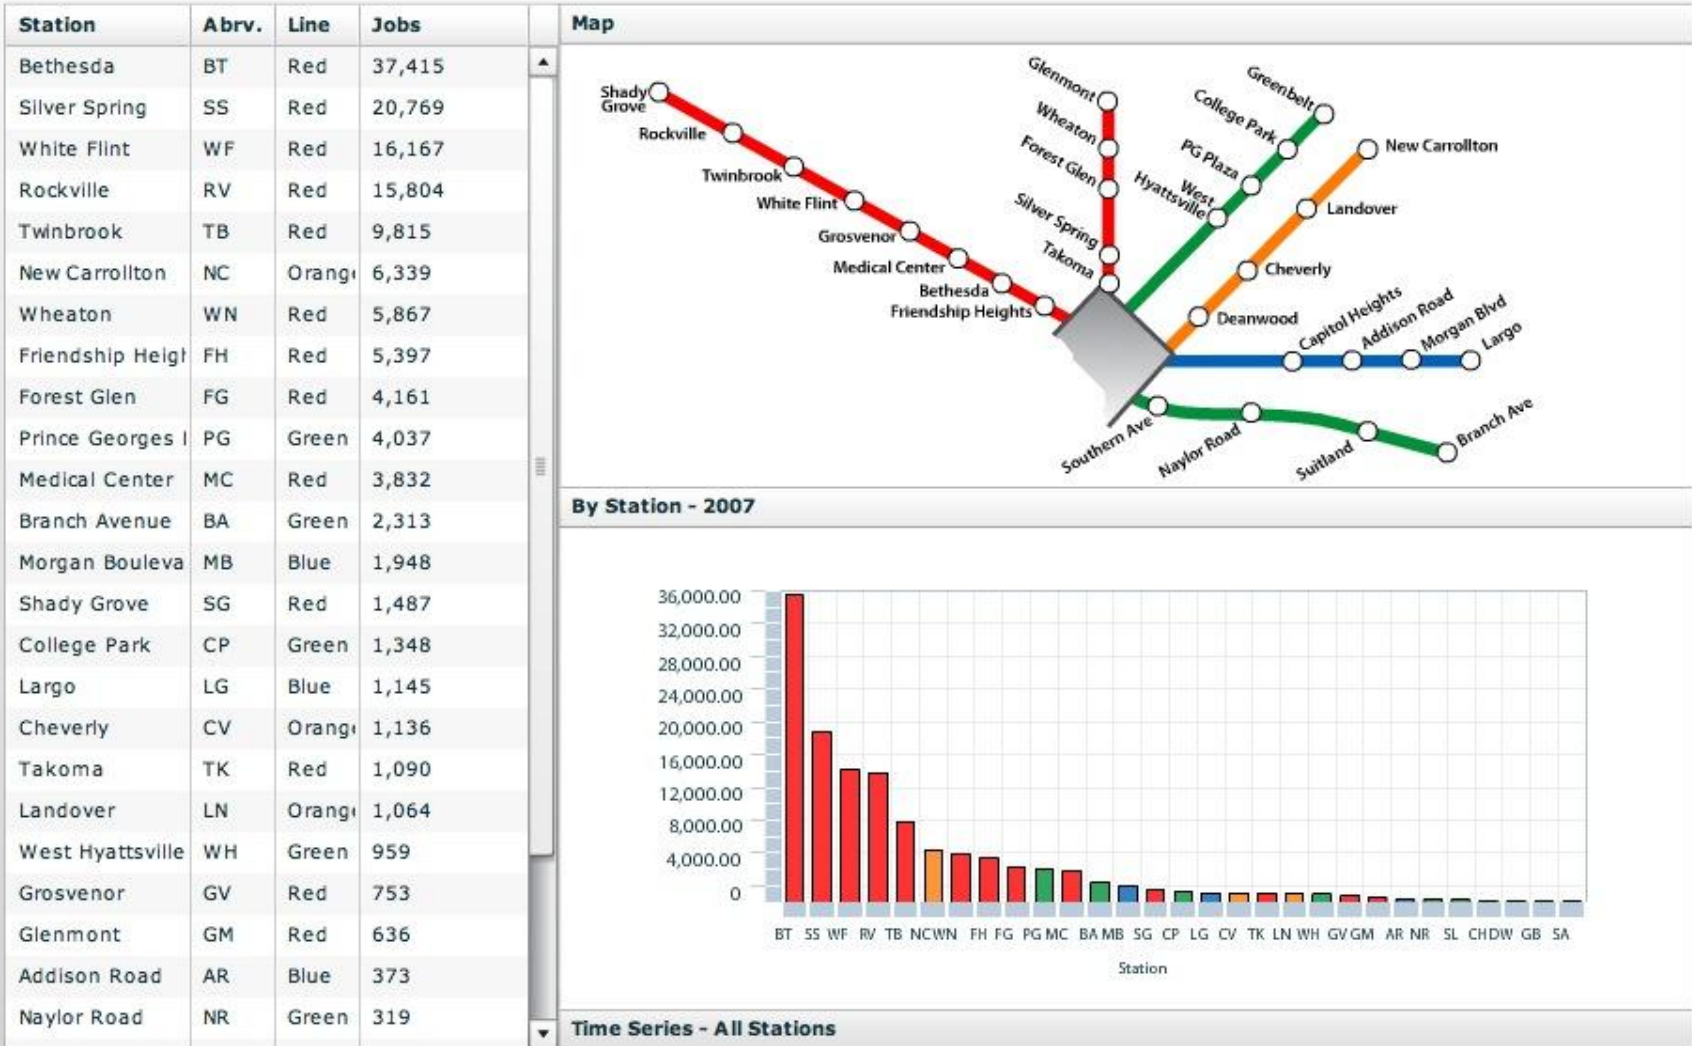 Station Abrv. Line Jobs
Bethesda BT Red 37,415
Silver Spring SS Red 20,769
White Flint WF Red 16,167
Rockville RV Red 15,804
Twinbrook TB Red 9,815
New Carrollton NC Orang 6,339
Wheaton WN Red 5,867
Friendship Heigh FH Red 5,397
Forest Glen FG Red 4,161
Prince Georges PG Green 4,037
Medical Center MC Red 3,832
Branch Avenue BA Green 2,313
Morgan Bouleva MB Blue 1,948
Shady Grove SG Red 1,487
College Park CP Green 1,348
Largo LG Blue 1,145
Cheverly CV Orang 1,136
Takoma TK Red 1,090
Landover LN Orang 1,064
West Hyattsville WH Green 959
Grosvenor GV Red 753
Glenmont GM Red 636
Addison Road AR Blue 373
Naylor Road NR Green 319
Map
Shady
Grove
Rockville
Twinbrook
White Flint
Grosvenor
Medical Center
Bethesda
Friendship Heights
Glenmont
Wheaton
Forest Glen
Silver Spring
Takoma
Greenbelt
College Park
PG Plaza
West
Hyattsville
New Carrollton
Landover
Cheverly
Deanwood
Capitol Heights
Addison Road
Morgan Blvd
Largo
Southern Ave
Naylor Road
Suitland
Branch Ave
By Station - 2007
36,000.00
32,000.00
28,000.00
24,000.00
20,000.00
16,000.00
12,000.00
8,000.00
4,000.00
0
BT SS WF RV TB NC WN FH FG PG MC BA MB SG CP LG CV TK LN WH GV GM AR NR SL CH DW GB SA
Station
Time Series - All Stations